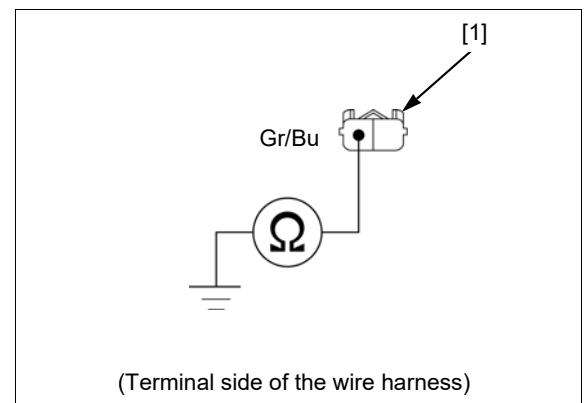 [1]
Gr/Bu
Ω
(Terminal side of the wire harness)